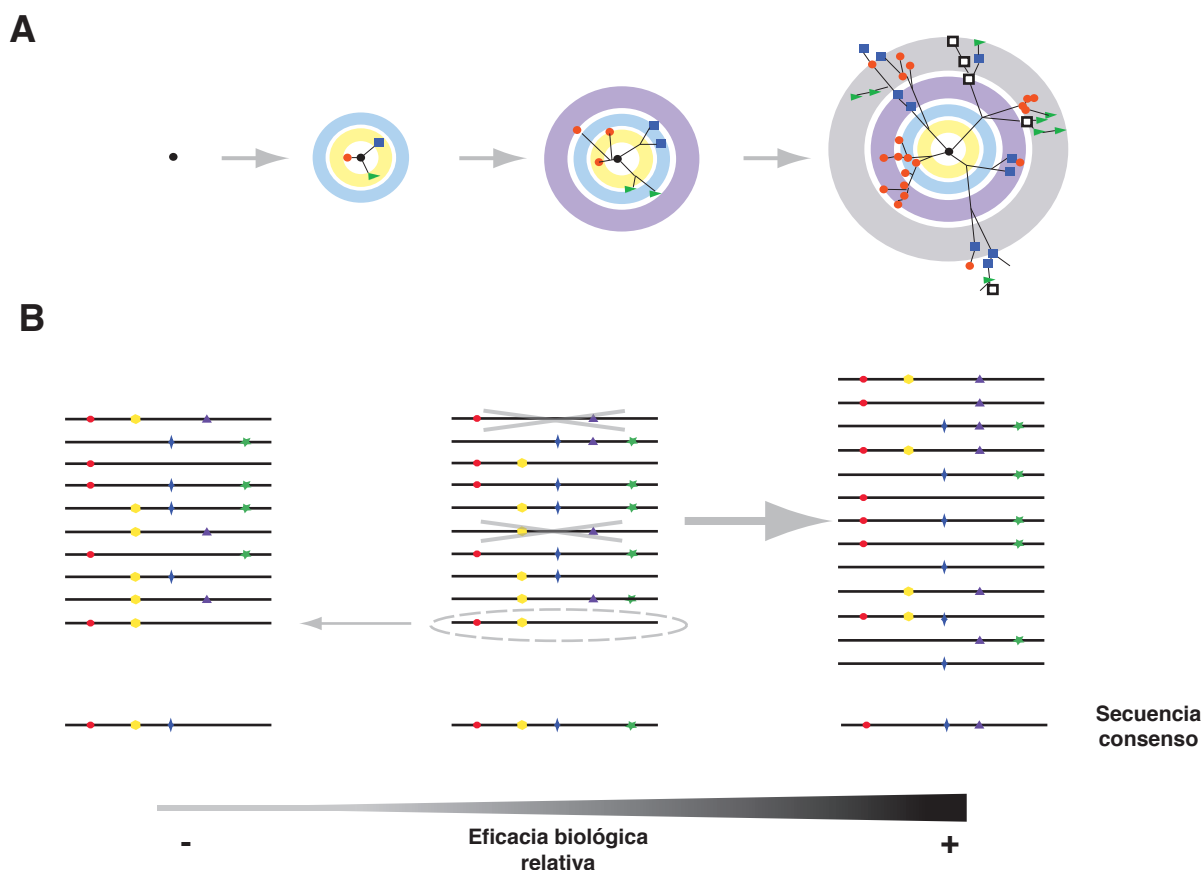 A
B
Secuencia
consenso
-
Eficacia biológica
relativa
+